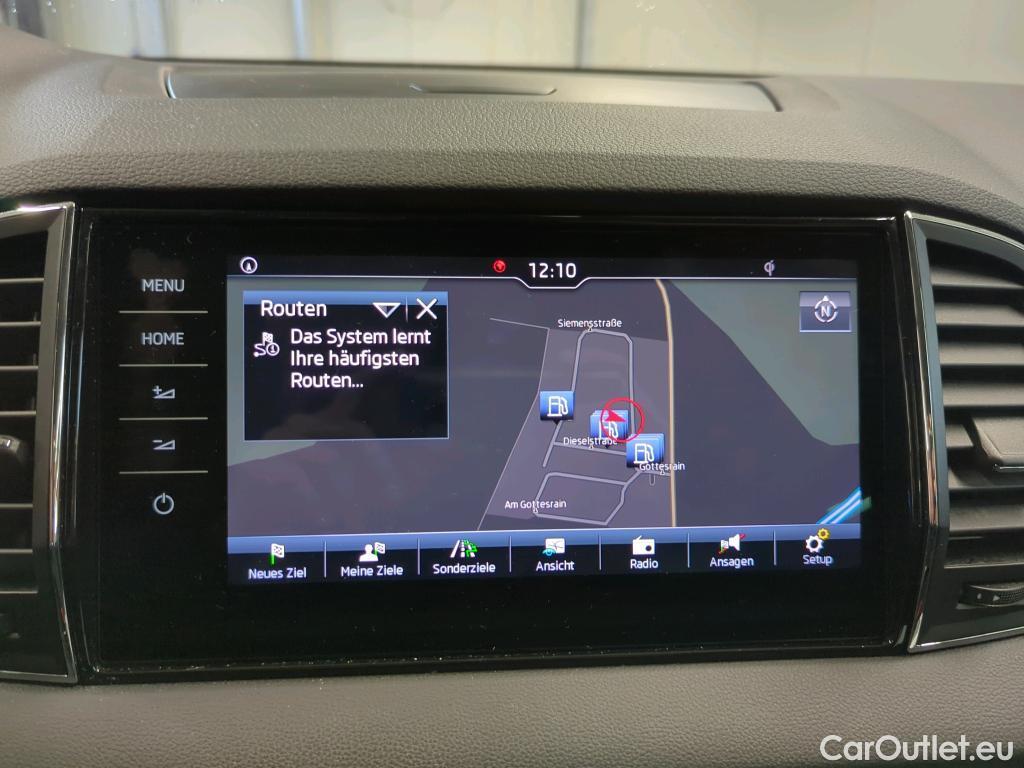 MENU
HOME
12:10
N
Routen
Das System lernt
Ihre häufigsten
Routen...
Siemensstraße
Dieselstraße
Gottesrain
Am Gottesrain
Neues Ziel
Meine Ziele
Sonderziele
Ansicht
Radio
Ansagen
Setup
CarOutlet.eu